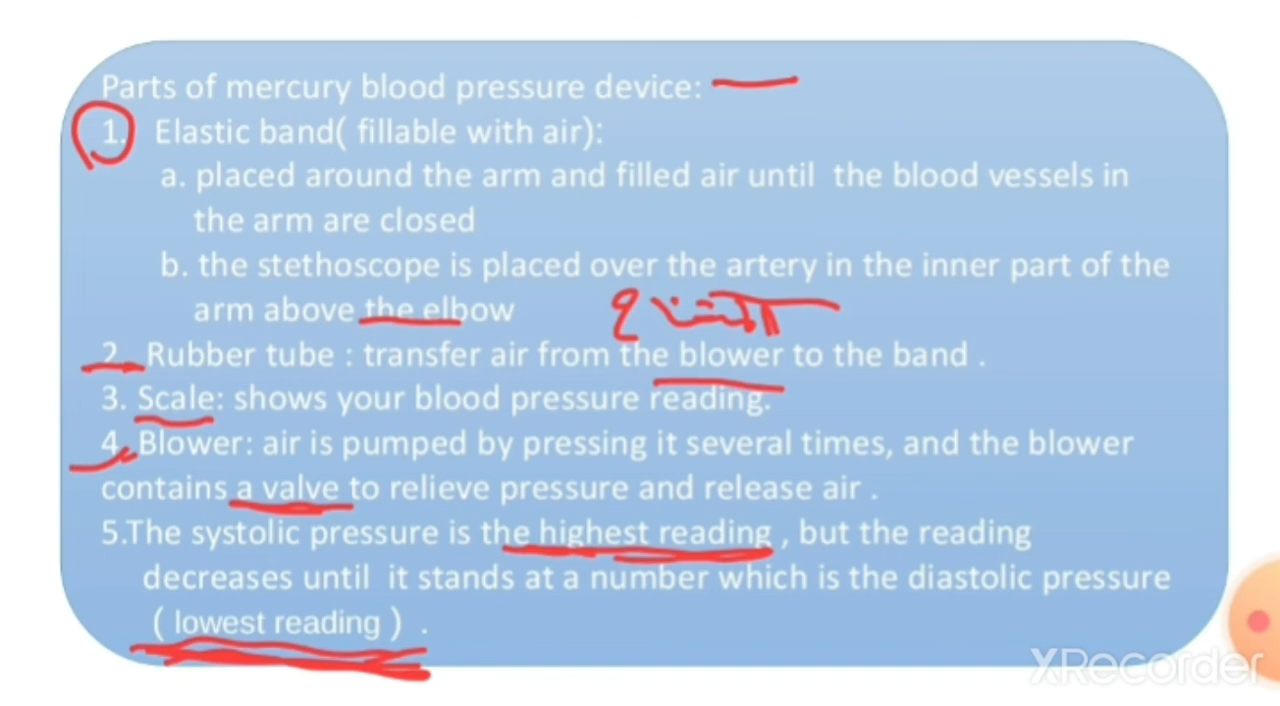 Parts of mercury blood pressure device:
1. Elastic band( fillable with air):
a. placed around the arm and filled air until the blood vessels in
the arm are closed
b. the stethoscope is placed over the artery in the inner part of the
arm above the elbow
2. Rubber tube : transfer air from the blower to the band .
3. Scale: shows your blood pressure reading.
4. Blower: air is pumped by pressing it several times, and the blower
contains a valve to relieve pressure and release air .
5.The systolic pressure is the highest reading , but the reading
decreases until it stands at a number which is the diastolic pressure
( lowest reading ) .
XRecorder